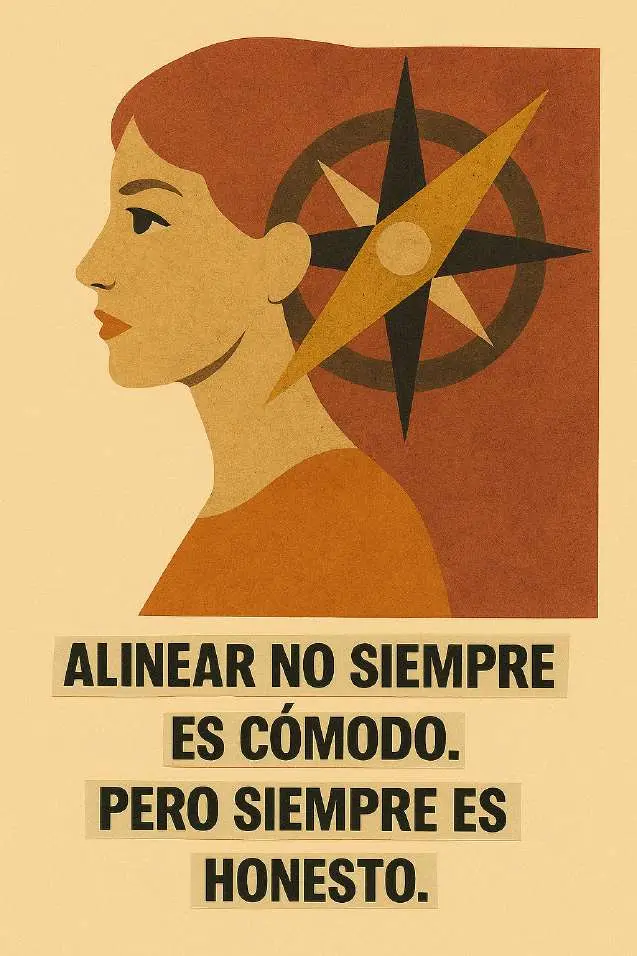 ALINEAR NO SIEMPRE
ES CÓMODO.
PERO SIEMPRE ES
HONESTO.